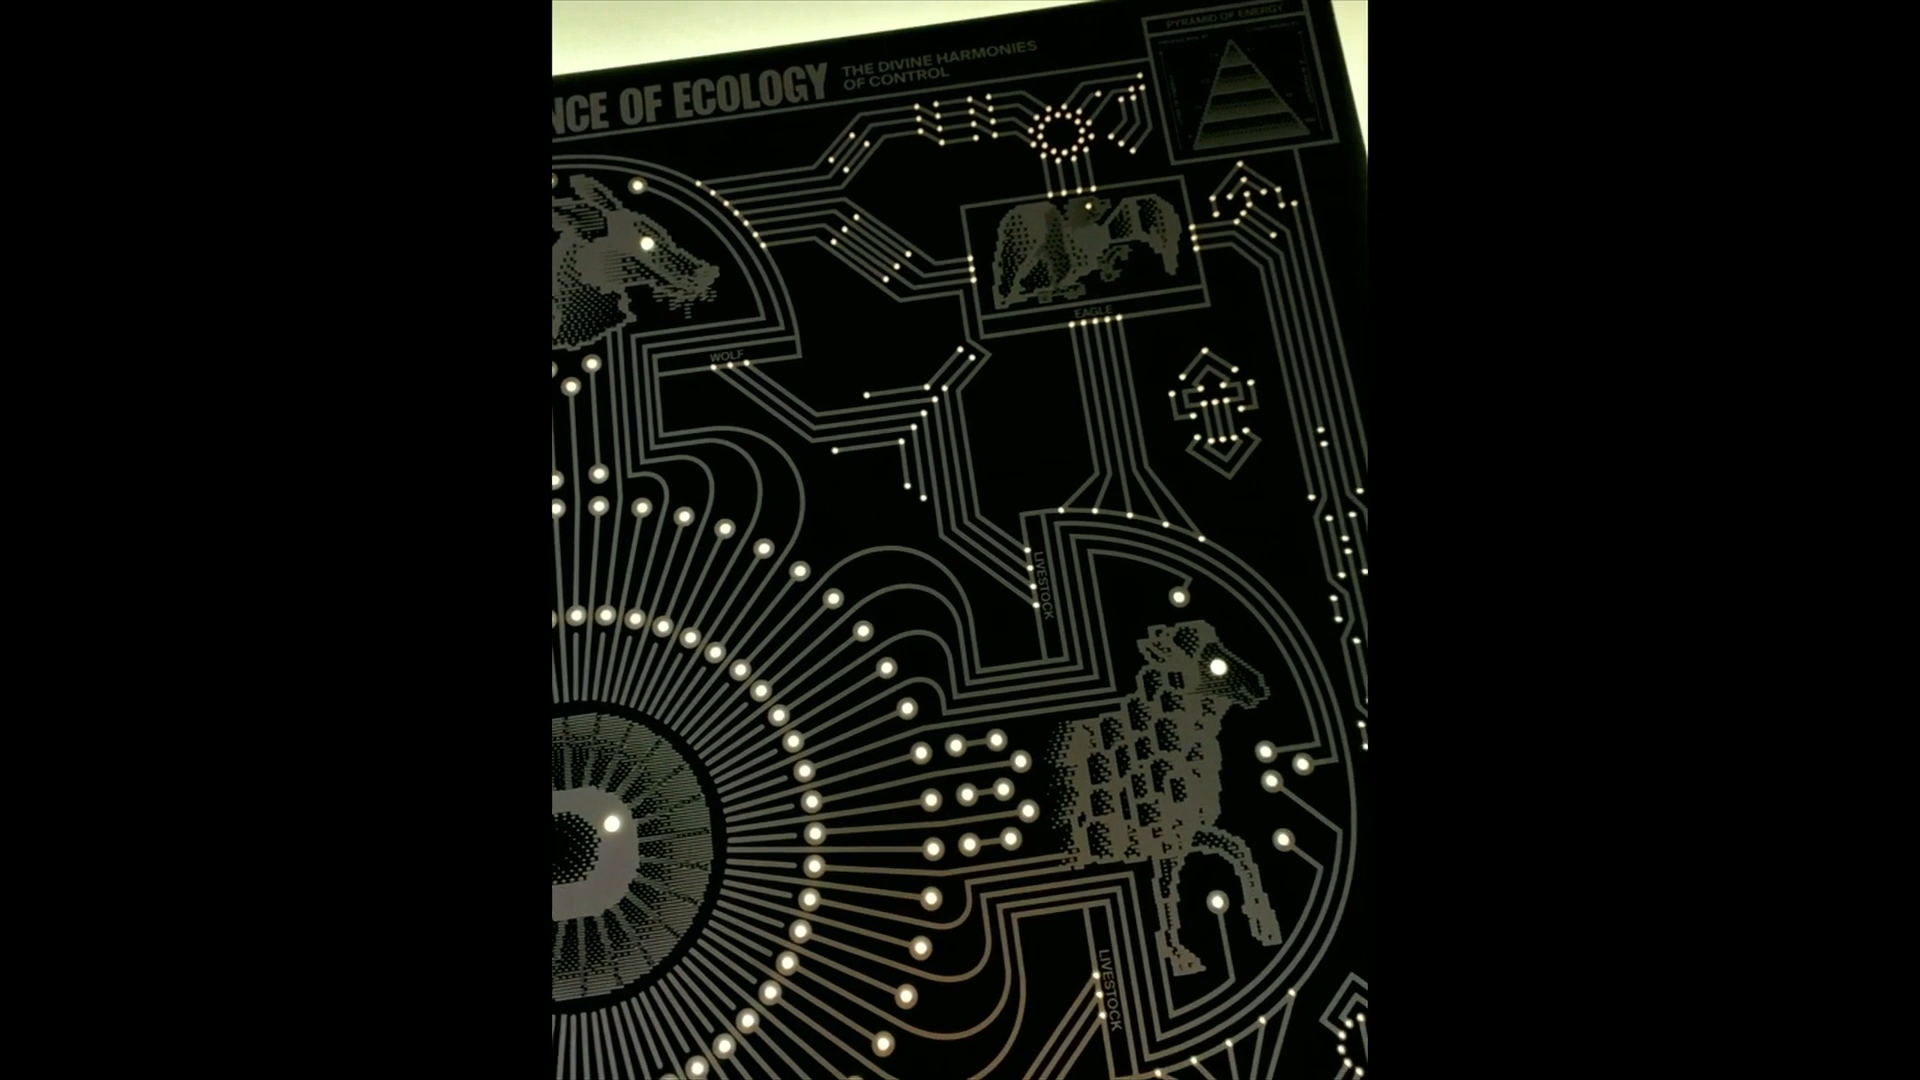 NCE OF ECOLOGY
THE DIVINE HARMONIES
OF CONTROL
PYRAMID OF ENERGY
EAGLE
WOLF
LIVESTOCK
LIVESTOCK